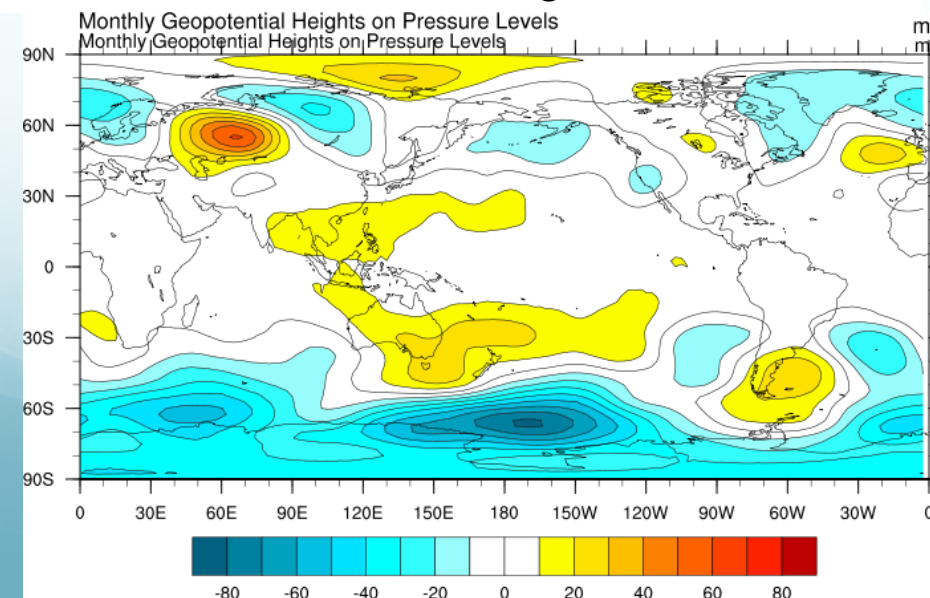 Monthly Geopotential Heights on Pressure Levels
m
Monthly Geopotential Heights on Pressure Levels
m
90N
60N
30N
0
30S
60S
90S
0 30E 60E 90E 120E 150E 180 150W 120W 90W 60W 30W 0
-80 -60 -40 -20 0 20 40 60 80